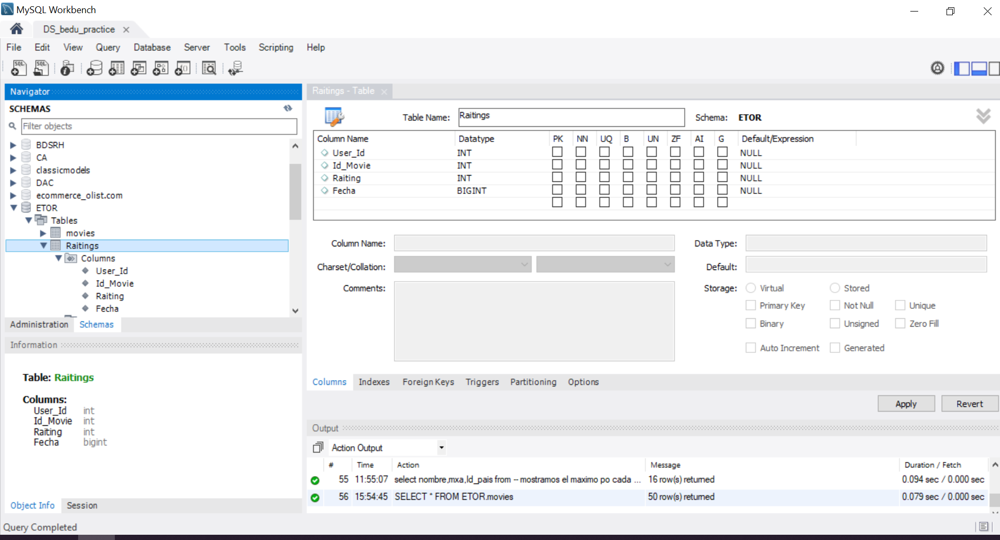 MySQL Workbench
DS_bedu_practice
File Edit View Query Database Server Tools Scripting Help
Navigator
SCHEMAS
Filter objects
BDSRH
CA
classicmodels
DAC
ecommerce_olist.com
ETOR
Tables
movies
Raitings
Columns
User_Id
Id_Movie
Raiting
Fecha
Administration Schemas
Information
Table: Raitings
Columns:
User_Id int
Id_Movie int
Raiting int
Fecha bigint
Object Info Session
Raitings - Table
Table Name: Raitings Schema: ETOR
Column Name Datatype PK NN UQ B UN ZF AI G Default/Expression
User_Id INT NULL
Id_Movie INT NULL
Raiting INT NULL
Fecha BIGINT NULL
Column Name: Data Type:
Charset/Collation: Default:
Comments: Storage: Virtual Stored
Primary Key Not Null Unique
Binary Unsigned Zero Fill
Auto Increment Generated
Columns Indexes Foreign Keys Triggers Partitioning Options
Apply Revert
Output
Action Output
# Time Action Message Duration / Fetch
55 11:55:07 select nombre,mxa,Id_pais from -- mostramos el maximo po cada ... 16 row(s) returned 0.094 sec / 0.000 sec
56 15:54:45 SELECT * FROM ETOR.movies 50 row(s) returned 0.079 sec / 0.000 sec
Query Completed